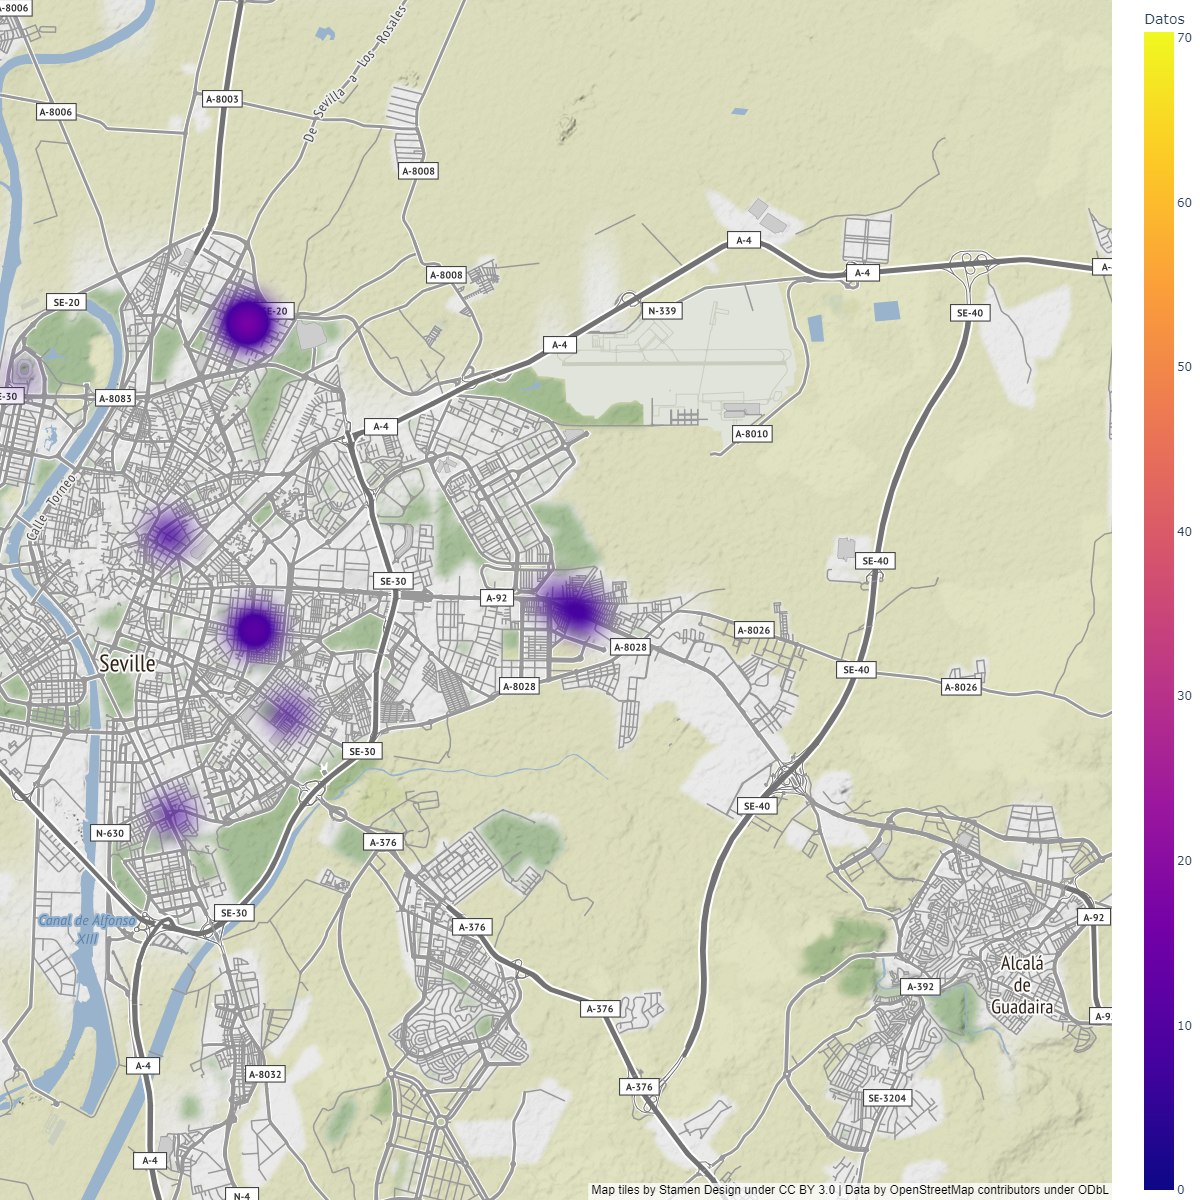 A-8006
Datos
70
De Sevilla a Los Rosales
A-8003
A-8006
A-8008
60
A-4
A-8008
A-4
A-
SE-20
SE-20
N-339
SE-40
50
A-4
E-30
A-8083
A-4
A-8010
Calle Torneo
40
SE-40
SE-30
A-92
A-8026
A-8028
Seville
SE-40
A-8028
A-8026
30
SE-30
SE-40
N-630
A-376
20
SE-30
Canal de Alfonso
XIII
A-376
A-92
Alcalá
de
Guadaira
A-392
A-376
A-92
10
A-4
A-8032
A-376
SE-3204
A-4
N-4
0
Map tiles by Stamen Design under CC BY 3.0 | Data by OpenStreetMap contributors under ODbL